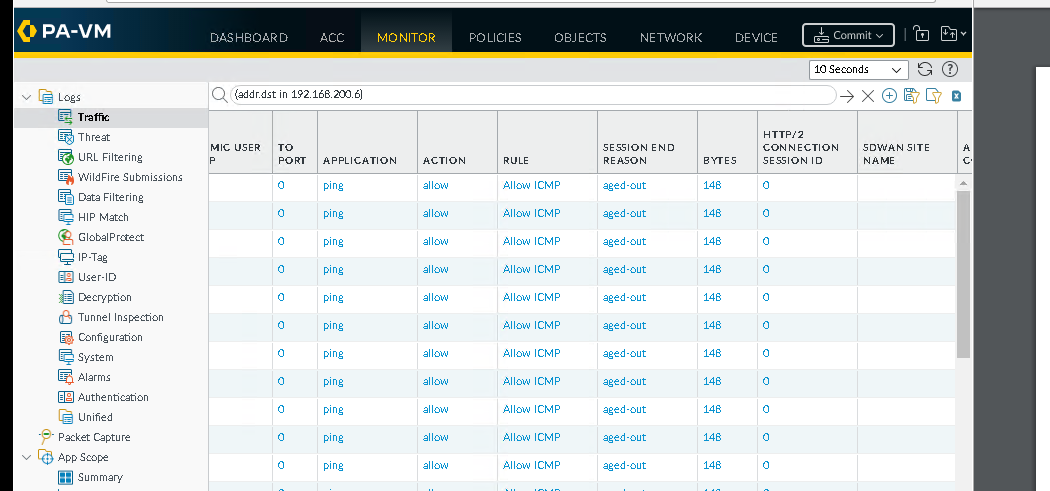 PA-VM
DASHBOARD ACC MONITOR POLICIES OBJECTS NETWORK DEVICE Commit
10 Seconds
(addr.dst in 192.168.200.6)
Logs
Traffic
Threat
URL Filtering
WildFire Submissions
Data Filtering
HIP Match
GlobalProtect
IP-Tag
User-ID
Decryption
Tunnel Inspection
Configuration
System
Alarms
Authentication
Unified
Packet Capture
App Scope
Summary
MIC USER P TO PORT APPLICATION ACTION RULE SESSION END REASON BYTES HTTP/2 CONNECTION SESSION ID SDWAN SITE NAME
0 ping allow Allow ICMP aged-out 148 0
0 ping allow Allow ICMP aged-out 148 0
0 ping allow Allow ICMP aged-out 148 0
0 ping allow Allow ICMP aged-out 148 0
0 ping allow Allow ICMP aged-out 148 0
0 ping allow Allow ICMP aged-out 148 0
0 ping allow Allow ICMP aged-out 148 0
0 ping allow Allow ICMP aged-out 148 0
0 ping allow Allow ICMP aged-out 148 0
0 ping allow Allow ICMP aged-out 148 0
0 ping allow Allow ICMP aged-out 148 0